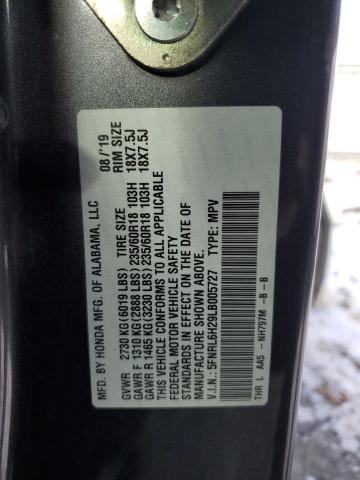 MFD. BY HONDA MFG. OF ALABAMA, LLC 08/'19
TIRE SIZE RIM SIZE
GVWR 2730 KG(6019 LBS)
GAWR F 1310 KG(2888 LBS) 235/60R18 103H 18X7.5J
GAWR R 1465 KG(3230 LBS) 235/60R18 103H 18X7.5J
THIS VEHICLE CONFORMS TO ALL APPLICABLE
FEDERAL MOTOR VEHICLE SAFETY
STANDARDS IN EFFECT ON THE DATE OF
MANUFACTURE SHOWN ABOVE.
V.I.N.: 5FNRL6H29LB005727 TYPE: MPV
THR L AA5 -NH797M -B -B